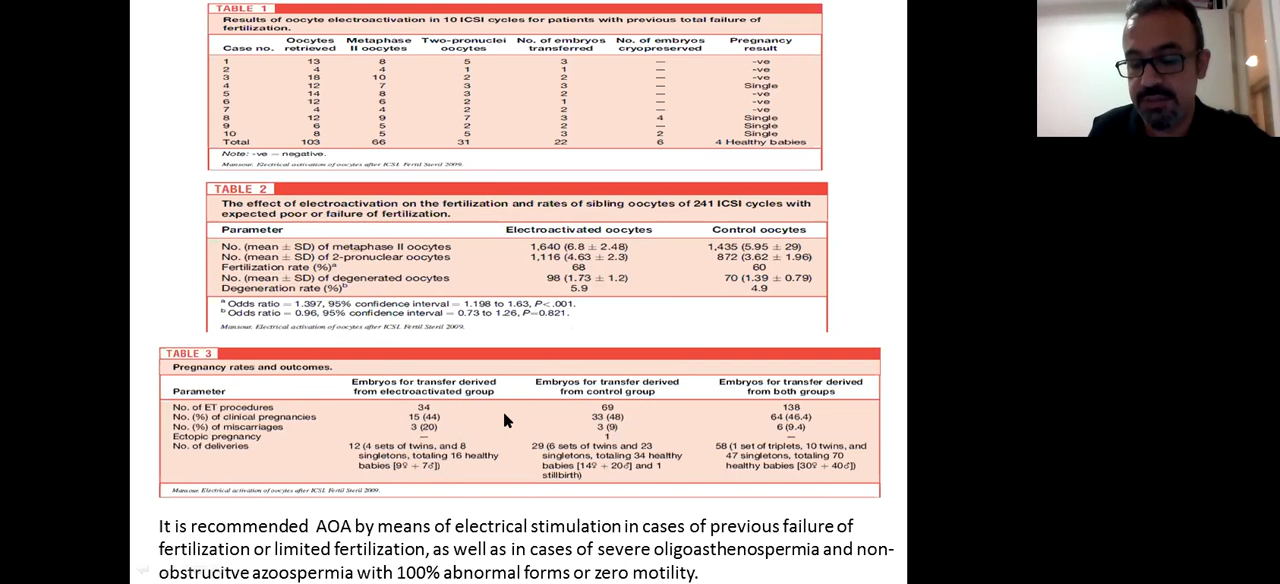 TABLE 1
Results of oocyte electroactivation in 10 ICSI cycles for patients with previous total failure of
fertilization.
Case no. Oocytes retrieved Metaphase II oocytes Two-pronuclei oocytes No. of embryos transferred No. of embryos cryopreserved Pregnancy result
1 13 8 5 3 — -ve
2 4 4 1 1 — -ve
3 18 10 2 2 — -ve
4 12 7 3 3 — Single
5 14 8 3 2 — -ve
6 12 6 2 1 — -ve
7 4 4 2 2 — -ve
8 12 9 7 3 4 Single
9 6 5 2 2 — Single
10 8 5 5 3 2 Single
Total 103 66 31 22 6 4 Healthy babies
Note: -ve = negative.
Mansour. Electrical activation of oocytes after ICSI. Fertil Steril 2009.
TABLE 2
The effect of electroactivation on the fertilization and rates of sibling oocytes of 241 ICSI cycles with
expected poor or failure of fertilization.
Parameter Electroactivated oocytes Control oocytes
No. (mean ± SD) of metaphase II oocytes 1,640 (6.8 ± 2.48) 1,435 (5.95 ± 29)
No. (mean ± SD) of 2-pronuclear oocytes 1,116 (4.63 ± 2.3) 872 (3.62 ± 1.96)
Fertilization rate (%)a 68 60
No. (mean ± SD) of degenerated oocytes 98 (1.73 ± 1.2) 70 (1.39 ± 0.79)
Degeneration rate (%)b 5.9 4.9
a Odds ratio = 1.397, 95% confidence interval = 1.198 to 1.63, P<.001.
b Odds ratio = 0.96, 95% confidence interval = 0.73 to 1.26, P=0.821.
Mansour. Electrical activation of oocytes after ICSI. Fertil Steril 2009.
TABLE 3
Pregnancy rates and outcomes.
Parameter Embryos for transfer derived from electroactivated group Embryos for transfer derived from control group Embryos for transfer derived from both groups
No. of ET procedures 34 69 138
No. (%) of clinical pregnancies 15 (44) 33 (48) 64 (46.4)
No. (%) of miscarriages 3 (20) 3 (9) 6 (9.4)
Ectopic pregnancy — 1 —
No. of deliveries 12 (4 sets of twins, and 8 29 (6 sets of twins and 23 58 (1 set of triplets, 10 twins, and
singletons, totaling 16 healthy singletons, totaling 34 healthy 47 singletons, totaling 70
babies [9♀ + 7♂]) babies [14♀ + 20♂] and 1 healthy babies [30♀ + 40♂])
stillbirth)
Mansour. Electrical activation of oocytes after ICSI. Fertil Steril 2009.
It is recommended AOA by means of electrical stimulation in cases of previous failure of
fertilization or limited fertilization, as well as in cases of severe oligoasthenospermia and non-
obstrucitve azoospermia with 100% abnormal forms or zero motility.